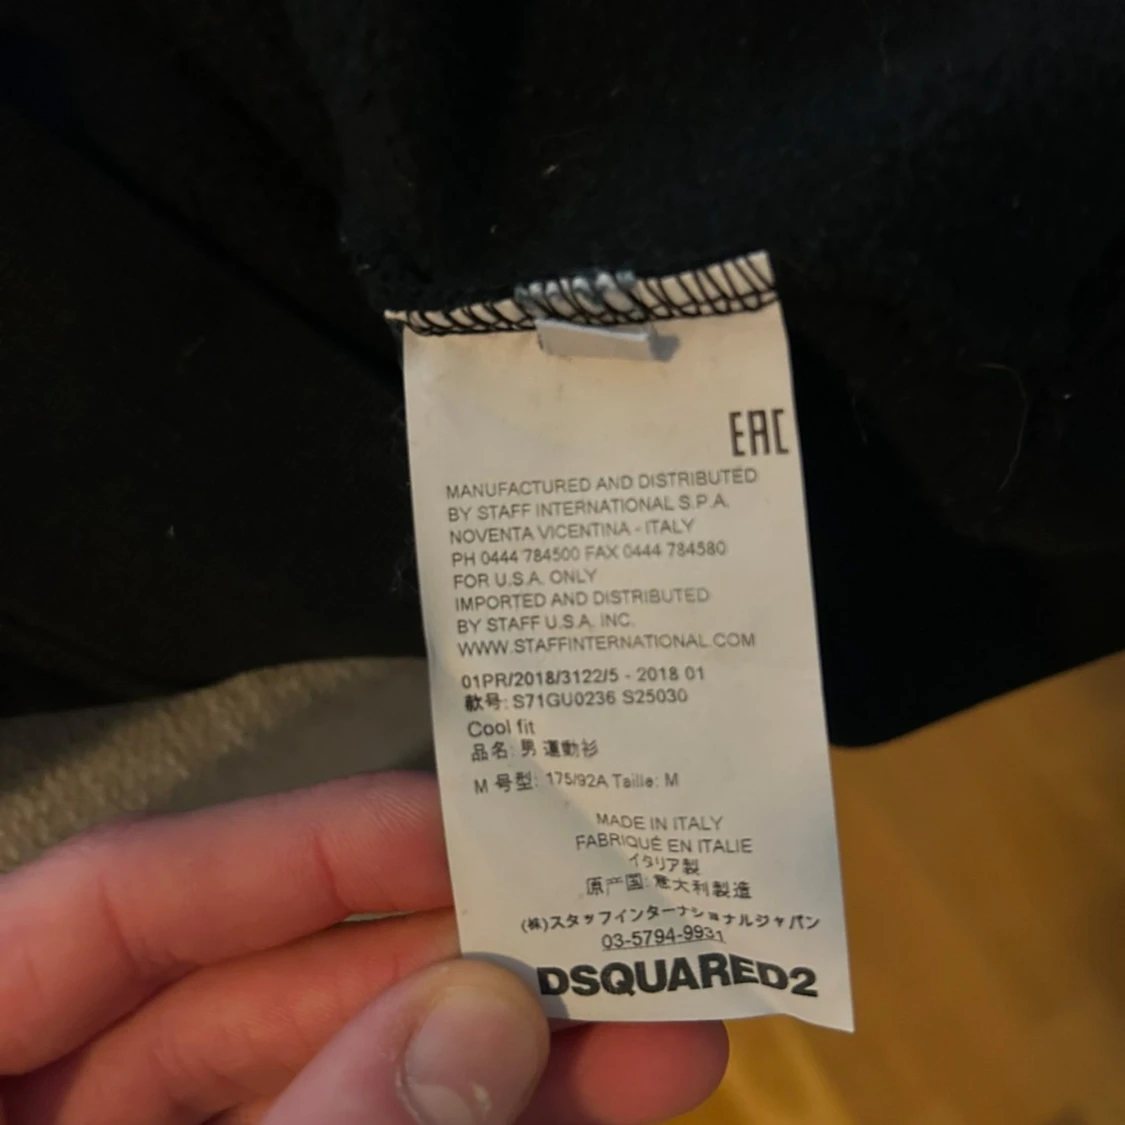 EAC
MANUFACTURED AND DISTRIBUTED
BY STAFF INTERNATIONAL S.P.A.
NOVENTA VICENTINA - ITALY
PH 0444 784500 FAX 0444 784580
FOR U.S.A. ONLY
IMPORTED AND DISTRIBUTED
BY STAFF U.S.A. INC.
WWW.STAFFINTERNATIONAL.COM
01PR/2018/3122/5 - 2018 01
款号: S71GU0236 S25030
Cool fit
品名: 男 運動衫
M 号型: 175/92A Taille: M
MADE IN ITALY
FABRIQUÉ EN ITALIE
イタリア製
原产国: 意大利製造
(株)スタッフインターナショナルジャパン
03-5794-9931
DSQUARED2